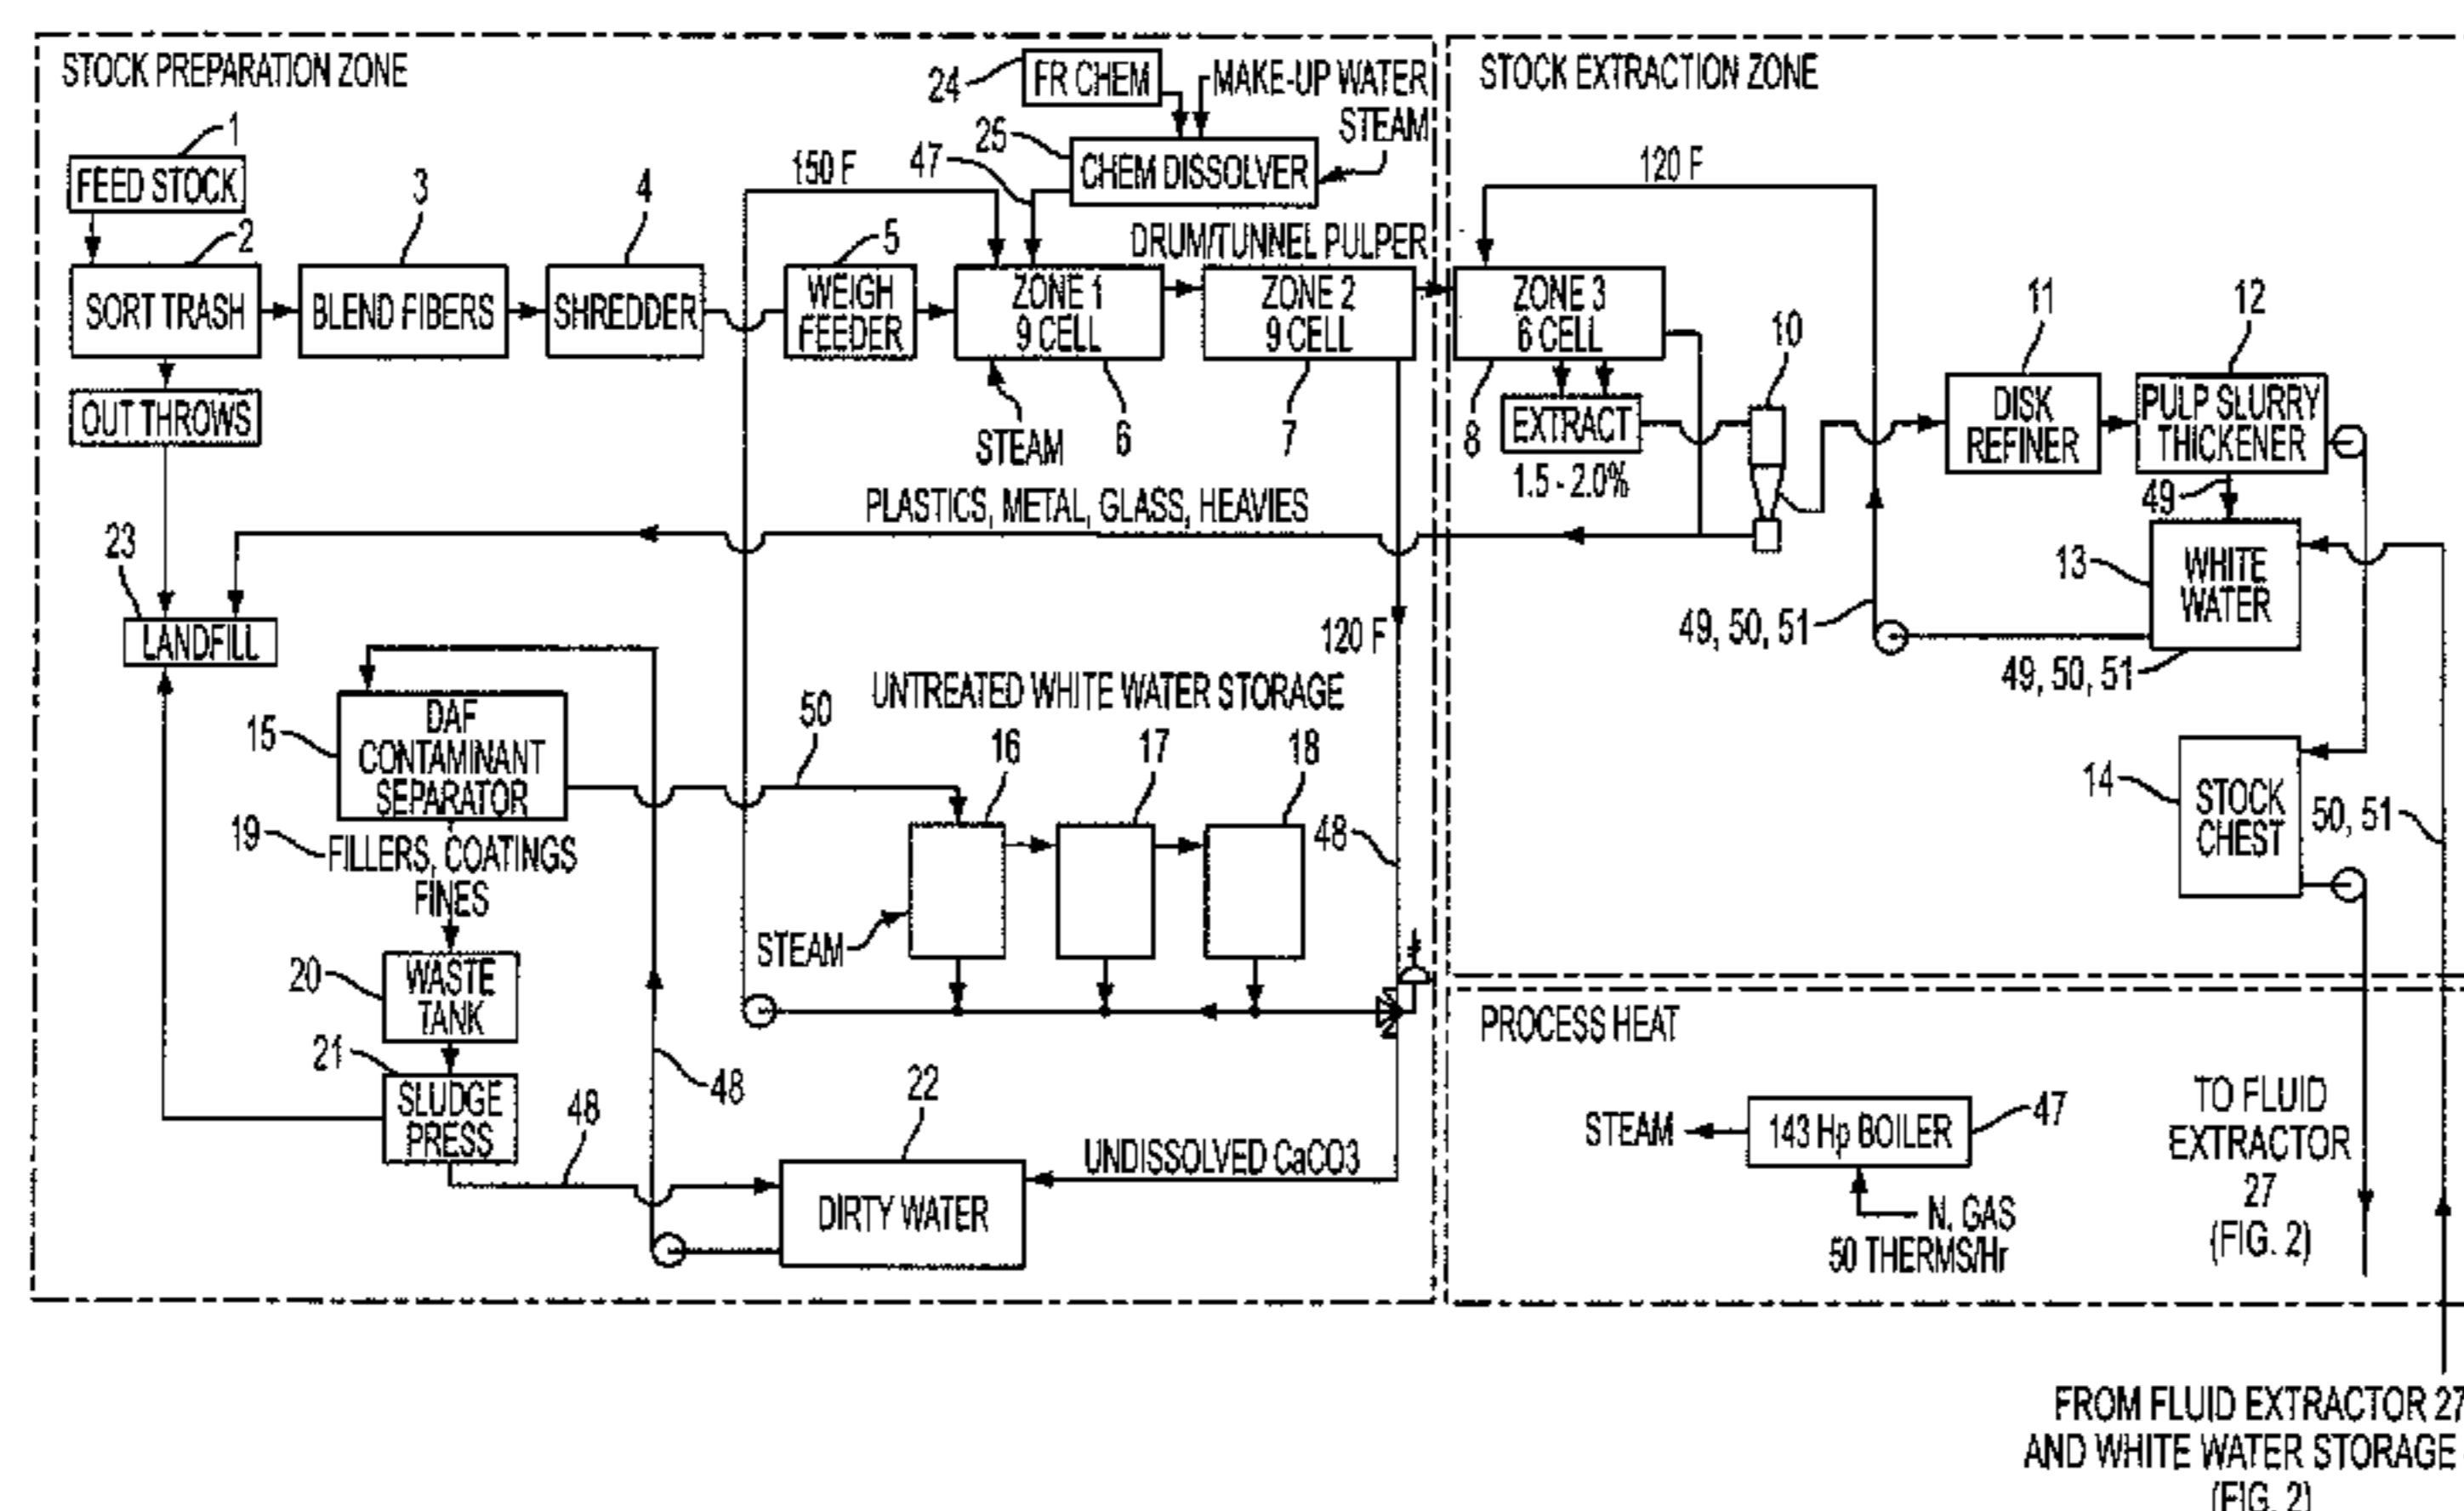 STOCK PREPARATION ZONE
1
FEED STOCK
2
SORT TRASH
OUT THROWS
3
BLEND FIBERS
4
SHREDDER
5
WEIGH
FEEDER
150 F
24
FR CHEM
MAKE-UP WATER
STEAM
25
CHEM DISSOLVER
47
DRUM/TUNNEL PULPER
ZONE 1
9 CELL
STEAM
6
ZONE 2
9 CELL
7
PLASTICS, METAL, GLASS, HEAVIES
23
LANDFILL
120 F
15
DAF
CONTAMINANT
SEPARATOR
50
UNTREATED WHITE WATER STORAGE
16
17
18
48
STEAM
19
FILLERS, COATINGS
FINES
20
WASTE
TANK
21
SLUDGE
PRESS
48
48
22
DIRTY WATER
UNDISSOLVED CaCO3
STOCK EXTRACTION ZONE
120 F
ZONE 3
6 CELL
8
EXTRACT
1.5 - 2.0%
10
11
DISK
REFINER
12
PULP SLURRY
THICKENER
49
13
WHITE
WATER
49, 50, 51
49, 50, 51
14
STOCK
CHEST
50, 51
PROCESS HEAT
STEAM
143 Hp BOILER
47
N. GAS
50 THERMS/Hr
TO FLUID
EXTRACTOR
27
(FIG. 2)
FROM FLUID EXTRACTOR 27
AND WHITE WATER STORAGE
(FIG. 2)